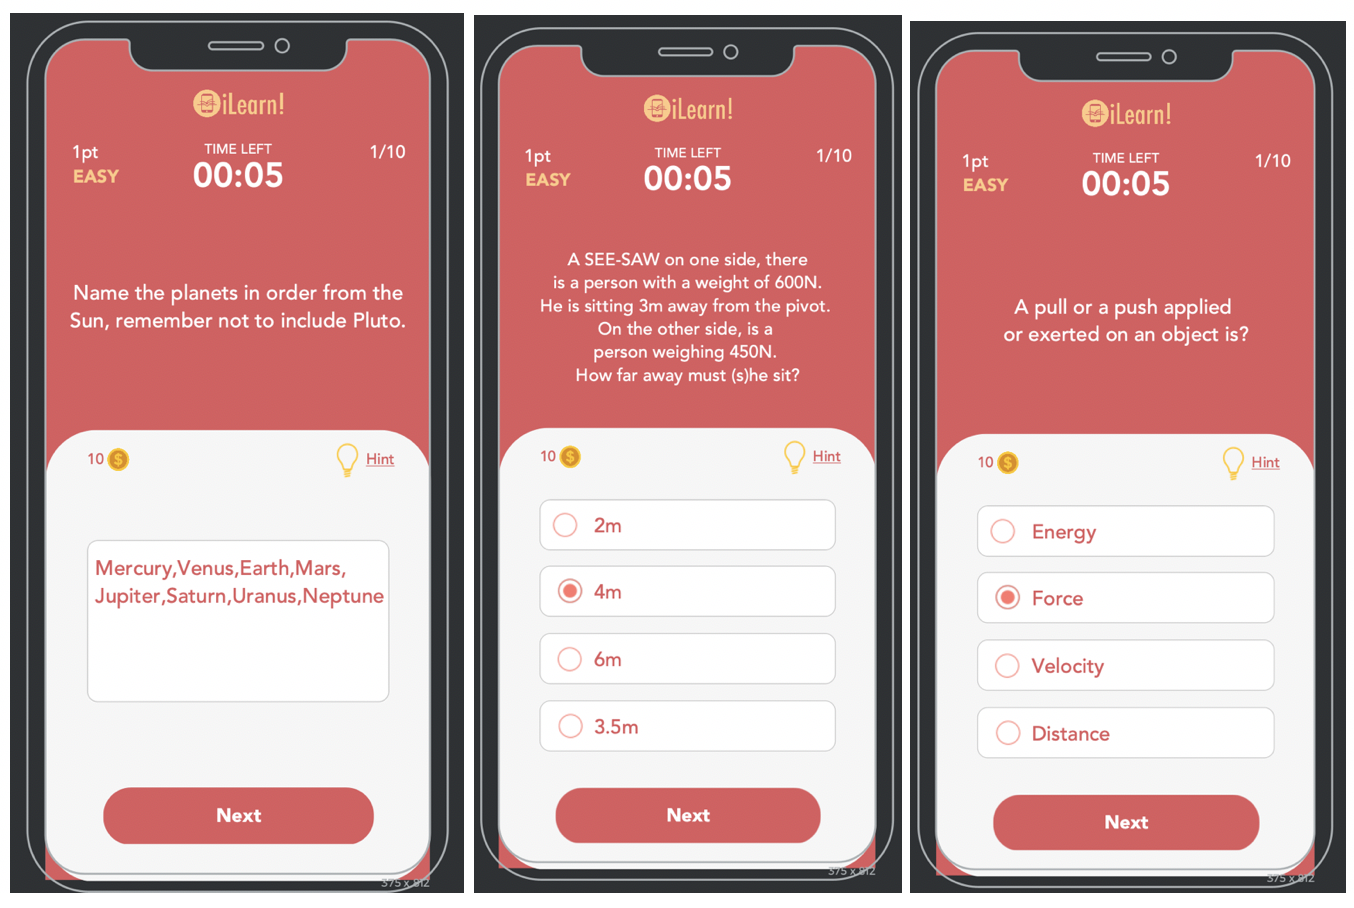 iLearn!
1pt
EASY
TIME LEFT
00:05
1/10
Name the planets in order from the
Sun, remember not to include Pluto.
10
Hint
Mercury,Venus,Earth,Mars,
Jupiter,Saturn,Uranus,Neptune
Next
375 x 812
iLearn!
1pt
EASY
TIME LEFT
00:05
1/10
A SEE-SAW on one side, there
is a person with a weight of 600N.
He is sitting 3m away from the pivot.
On the other side, is a
person weighing 450N.
How far away must (s)he sit?
10
Hint
2m
4m
6m
3.5m
Next
375 x 812
iLearn!
1pt
EASY
TIME LEFT
00:05
1/10
A pull or a push applied
or exerted on an object is?
10
Hint
Energy
Force
Velocity
Distance
Next
375 x 812